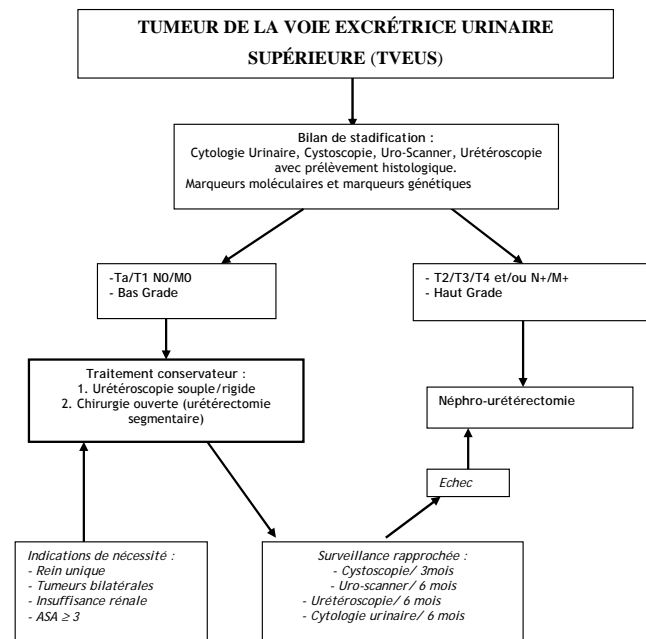 TUMEUR DE LA VOIE EXCRÉTRICE URINAIRE
SUPÉRIEURE (TVEUS)
Bilan de stadification :
Cytologie Urinaire, Cystoscopie, Uro-Scanner, Urétéroscopie
avec prélèvement histologique.
Marqueurs moléculaires et marqueurs génétiques
-Ta/T1 N0/M0
- Bas Grade
- T2/T3/T4 et/ou N+/M+
- Haut Grade
Traitement conservateur :
1. Urétéroscopie souple/rigide
2. Chirurgie ouverte (urétérectomie
segmentaire)
Néphro-urétérectomie
Echec
Indications de nécessité :
- Rein unique
- Tumeurs bilatérales
- Insuffisance rénale
- ASA ≥ 3
Surveillance rapprochée :
- Cystoscopie/ 3mois
- Uro-scanner/ 6 mois
- Urétéroscopie/ 6 mois
- Cytologie urinaire/ 6 mois